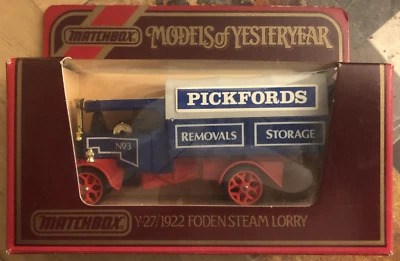 MATCHBOX MODELS of YESTERYEAR
PICKFORDS
REMOVALS STORAGE
Nº3
MATCHBOX Y-27/1922 FODEN STEAM LORRY